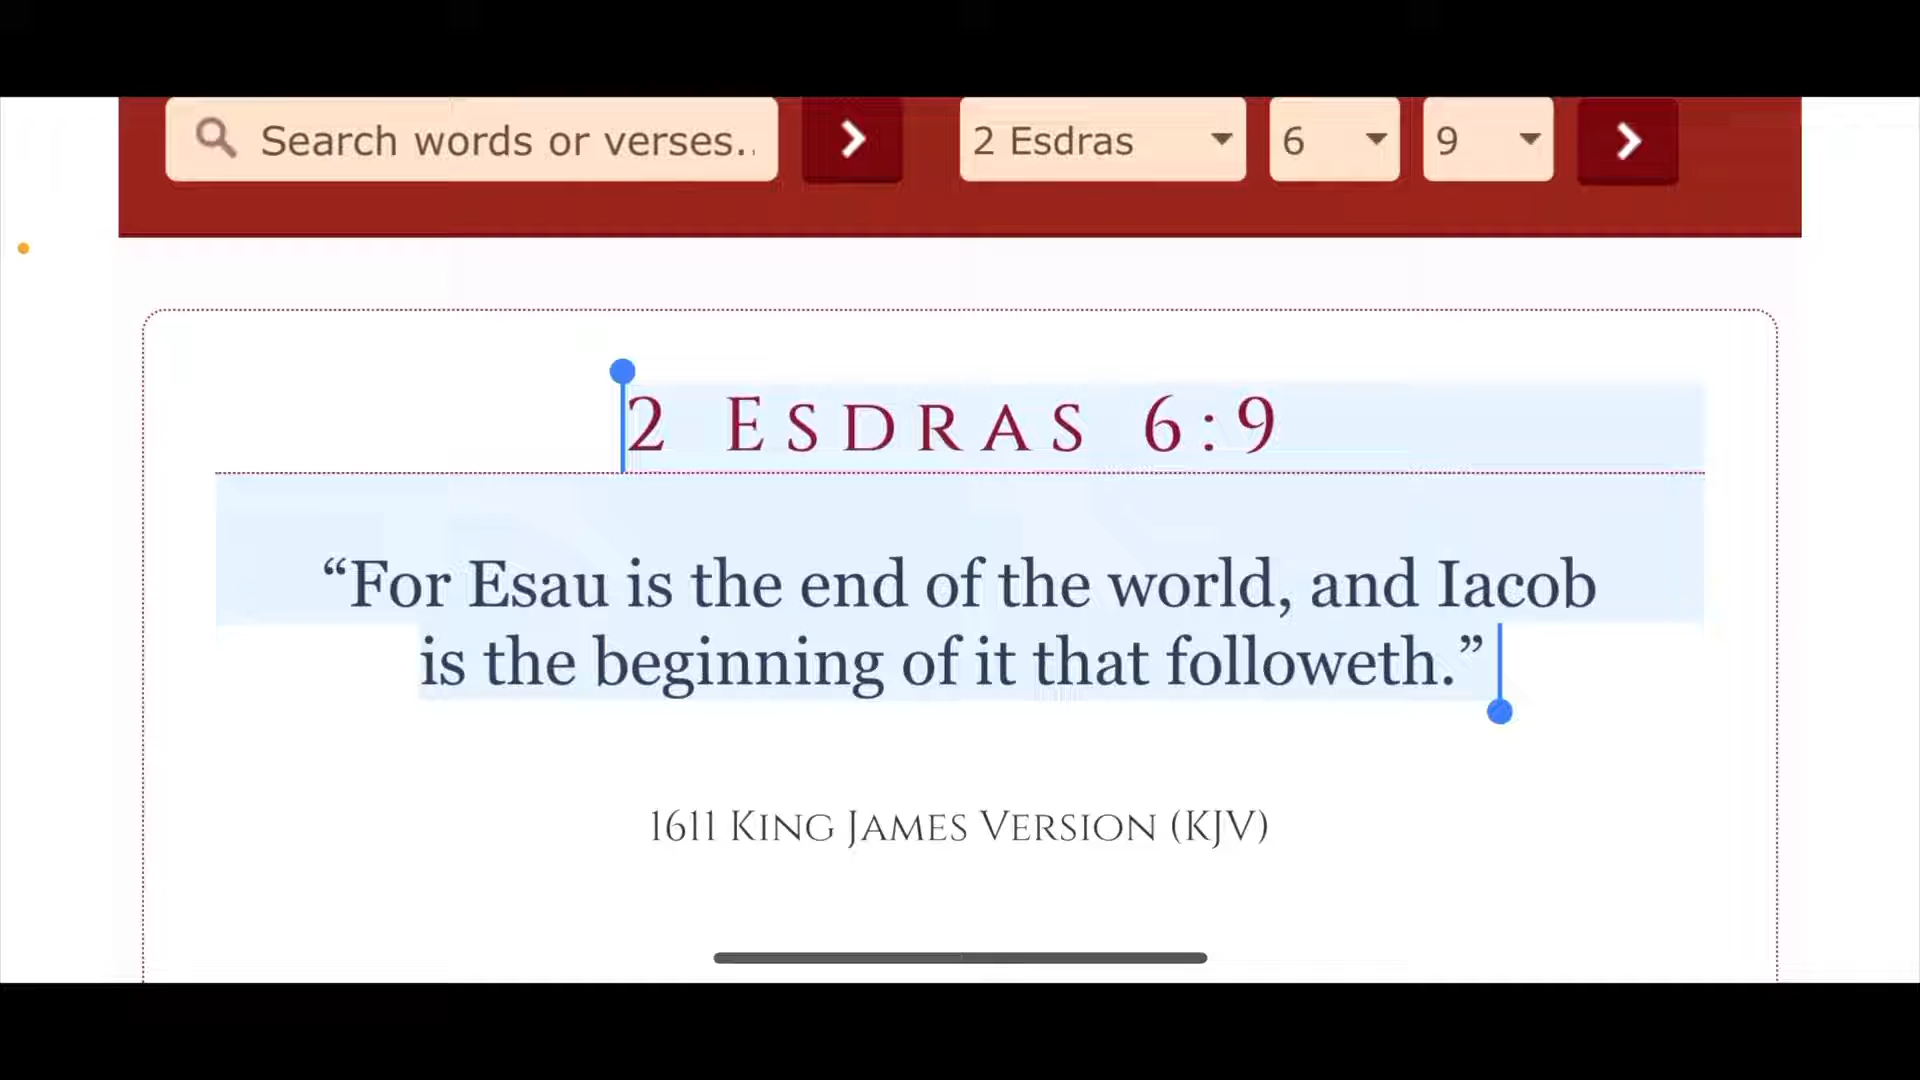 Search words or verses..
2 Esdras 6 9
2 Esdras 6:9
“For Esau is the end of the world, and Iacob
is the beginning of it that followeth.”
1611 King James Version (KJV)